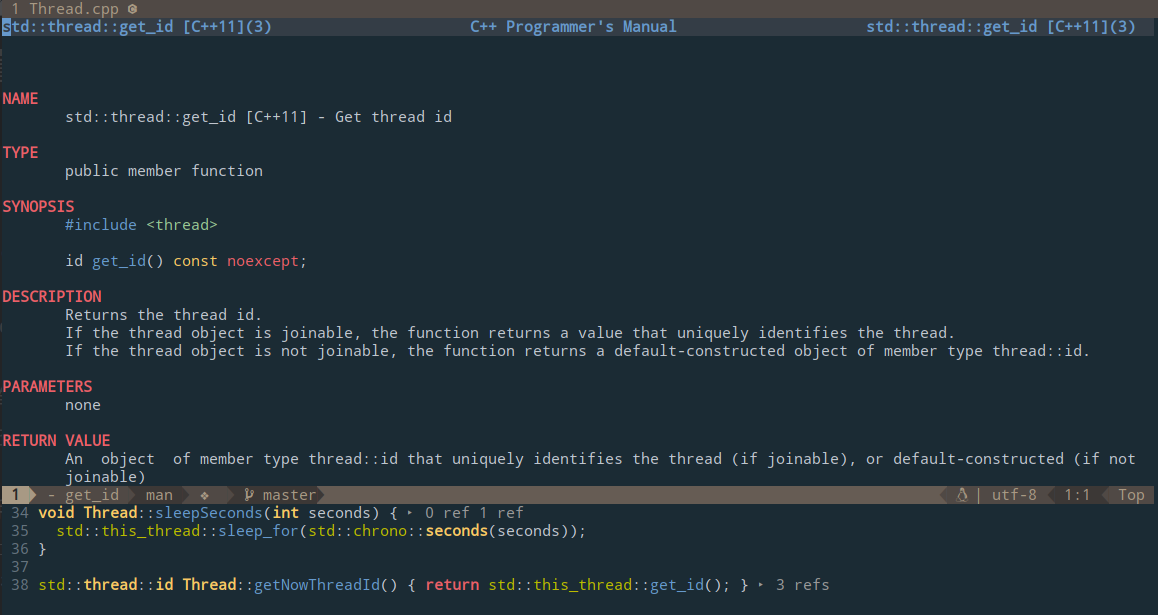 1 Thread.cpp
std::thread::get_id [C++11](3) C++ Programmer's Manual std::thread::get_id [C++11](3)
NAME
std::thread::get_id [C++11] - Get thread id
TYPE
public member function
SYNOPSIS
#include <thread>
id get_id() const noexcept;
DESCRIPTION
Returns the thread id.
If the thread object is joinable, the function returns a value that uniquely identifies the thread.
If the thread object is not joinable, the function returns a default-constructed object of member type thread::id.
PARAMETERS
none
RETURN VALUE
An  object  of member type thread::id that uniquely identifies the thread (if joinable), or default-constructed (if not
joinable)
1 - get_id man master | utf-8 1:1 Top
34 void Thread::sleepSeconds(int seconds) { ‣ 0 ref 1 ref
35 std::this_thread::sleep_for(std::chrono::seconds(seconds));
36 }
37
38 std::thread::id Thread::getNowThreadId() { return std::this_thread::get_id(); } ‣ 3 refs